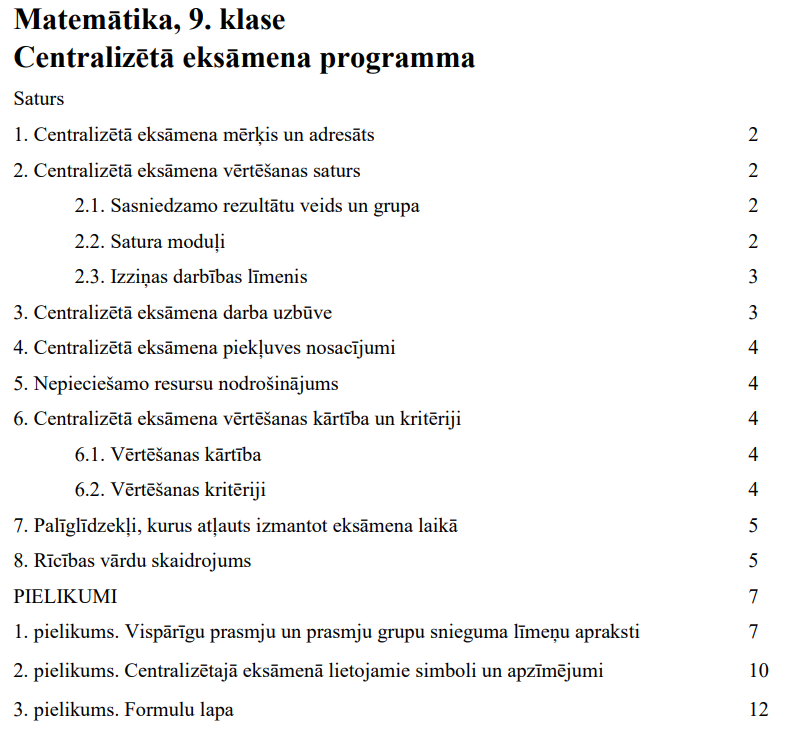 Matemātika, 9. klase
Centralizētā eksāmena programma
Saturs
1. Centralizētā eksāmena mērķis un adresāts 2
2. Centralizētā eksāmena vērtēšanas saturs 2
2.1. Sasniedzamo rezultātu veids un grupa 2
2.2. Satura moduļi 2
2.3. Izziņas darbības līmenis 3
3. Centralizētā eksāmena darba uzbūve 3
4. Centralizētā eksāmena piekļuves nosacījumi 4
5. Nepieciešamo resursu nodrošinājums 4
6. Centralizētā eksāmena vērtēšanas kārtība un kritēriji 4
6.1. Vērtēšanas kārtība 4
6.2. Vērtēšanas kritēriji 4
7. Palīglīdzekļi, kurus atļauts izmantot eksāmena laikā 5
8. Rīcības vārdu skaidrojums 5
PIELIKUMI 7
1. pielikums. Vispārīgu prasmju un prasmju grupu snieguma līmeņu apraksti 7
2. pielikums. Centralizētajā eksāmenā lietojamie simboli un apzīmējumi 10
3. pielikums. Formulu lapa 12